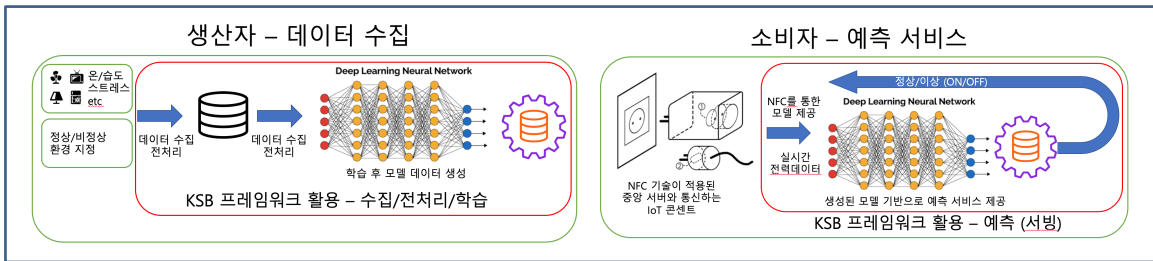 생산자 – 데이터 수집
온/습도
스트레스
etc
정상/비정상
환경 지정
데이터 수집
전처리
데이터 수집
전처리
Deep Learning Neural Network
학습 후 모델 데이터 생성
KSB 프레임워크 활용 – 수집/전처리/학습
소비자 – 예측 서비스
NFC 기술이 적용된
중앙 서버와 통신하는
IoT 콘센트
NFC를 통한
모델 제공
실시간
전력데이터
정상/이상 (ON/OFF)
Deep Learning Neural Network
생성된 모델 기반으로 예측 서비스 제공
KSB 프레임워크 활용 – 예측 (서빙)